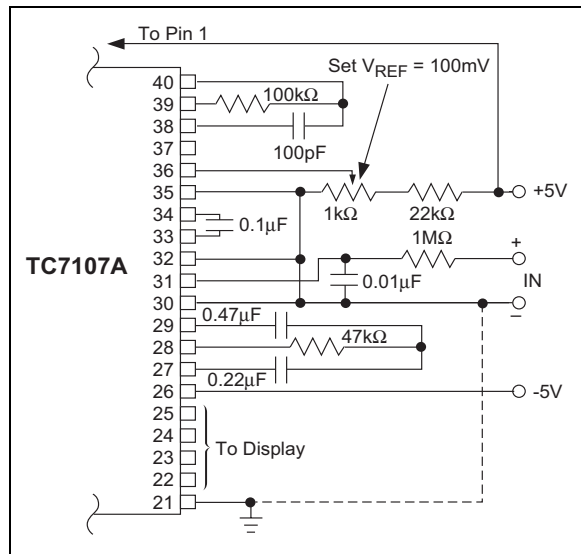 To Pin 1
Set VREF = 100mV
40
39
100kΩ
38
100pF
37
36
35
1kΩ
22kΩ
+5V
34
0.1µF
33
TC7107A
32
1MΩ
+
31
0.01µF
IN
30
–
29
0.47µF
28
47kΩ
27
0.22µF
26
-5V
25
24
To Display
23
22
21